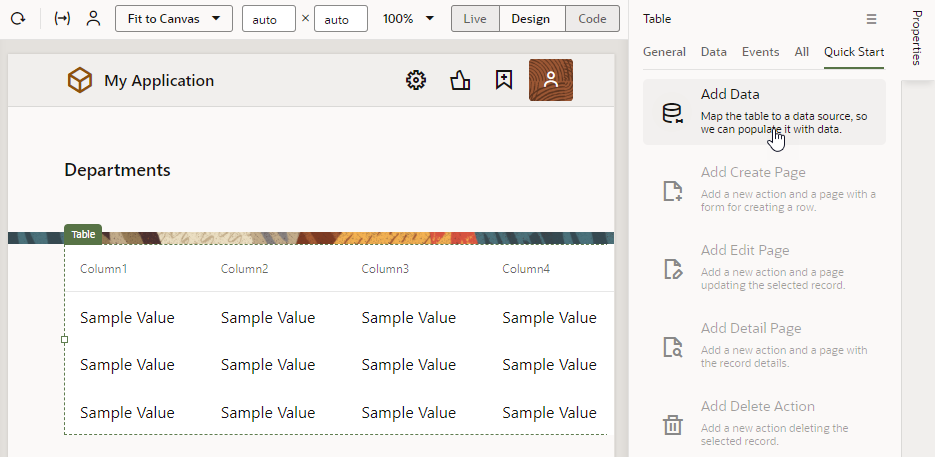 Fit to Canvas auto × auto 100% Live Design Code
My Application
Departments
Table
Column1 Column2 Column3 Column4
Sample Value Sample Value Sample Value Sample Value
Sample Value Sample Value Sample Value Sample Value
Sample Value Sample Value Sample Value Sample Value
Table
General Data Events All Quick Start
Add Data
Map the table to a data source, so
we can populate it with data.
Add Create Page
Add a new action and a page with a
form for creating a row.
Add Edit Page
Add a new action and a page
updating the selected record.
Add Detail Page
Add a new action and a page with
the record details.
Add Delete Action
Add a new action deleting the
selected record.
Properties